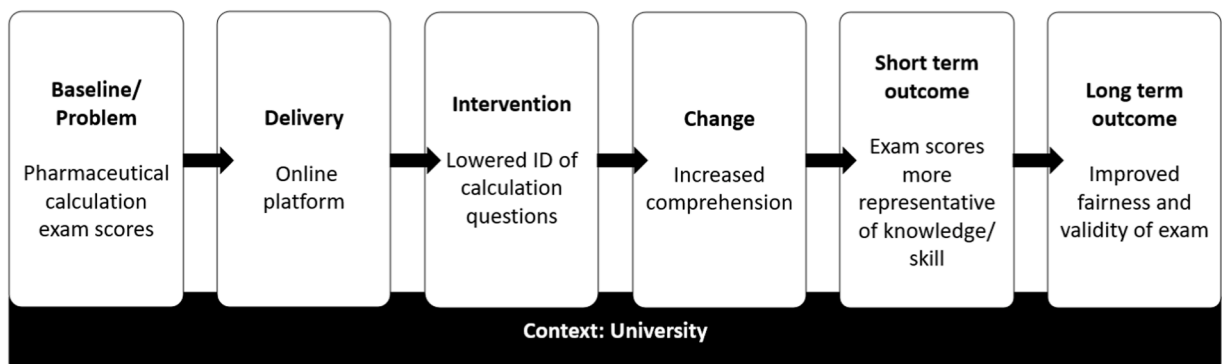 Baseline/
Problem
Pharmaceutical
calculation
exam scores
Delivery
Online
platform
Intervention
Lowered ID of
calculation
questions
Change
Increased
comprehension
Short term
outcome
Exam scores
more
representative
of knowledge/
skill
Long term
outcome
Improved
fairness and
validity of exam
Context: University